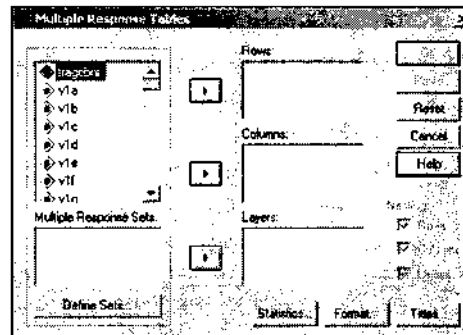 Multiple Response Tables
v1a
v1b
v1c
v1d
v1e
v1f
v1g
Multiple Response Sets:
Define Sets...
Rows:
Columns:
Layers:
Reset
Cancel
Help
Statistics...
Format...
Titles...